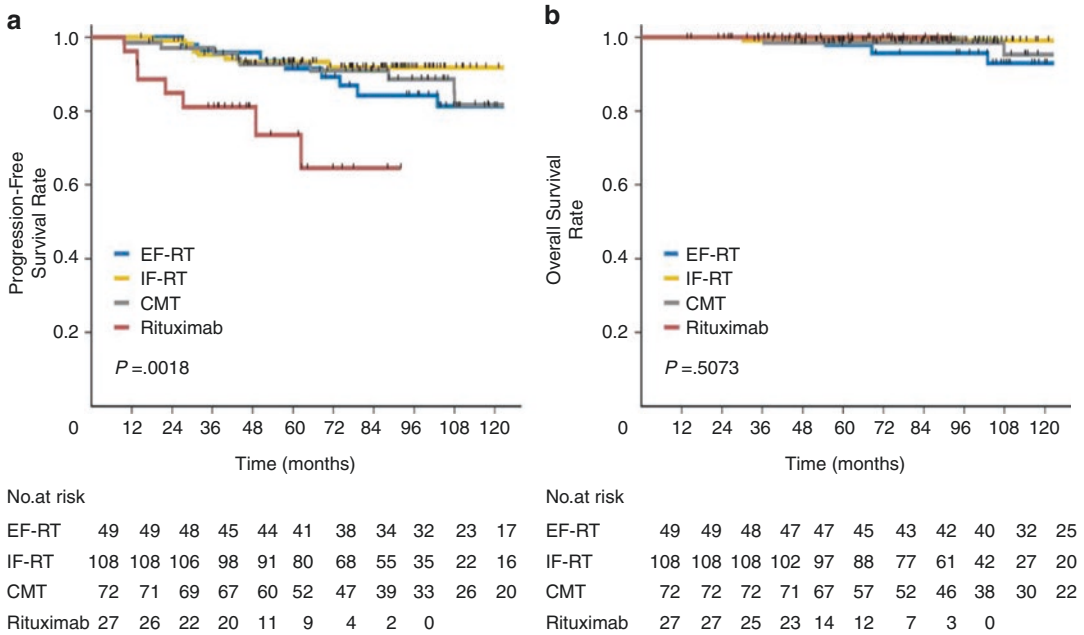 a
1.0
0.8
0.6
0.4
0.2
0
Progression-Free
Survival Rate
EF-RT
IF-RT
CMT
Rituximab
P =.0018
12 24 36 48 60 72 84 96 108 120
Time (months)
No.at risk
EF-RT 49 49 48 45 44 41 38 34 32 23 17
IF-RT 108 108 106 98 91 80 68 55 35 22 16
CMT 72 71 69 67 60 52 47 39 33 26 20
Rituximab 27 26 22 20 11 9 4 2 0
b
1.0
0.8
0.6
0.4
0.2
0
Overall Survival
Rate
EF-RT
IF-RT
CMT
Rituximab
P =.5073
12 24 36 48 60 72 84 96 108 120
Time (months)
No.at risk
EF-RT 49 49 48 47 47 45 43 42 40 32 25
IF-RT 108 108 108 102 97 88 77 61 42 27 20
CMT 72 72 72 71 67 57 52 46 38 30 22
Rituximab 27 27 25 23 14 12 7 3 0